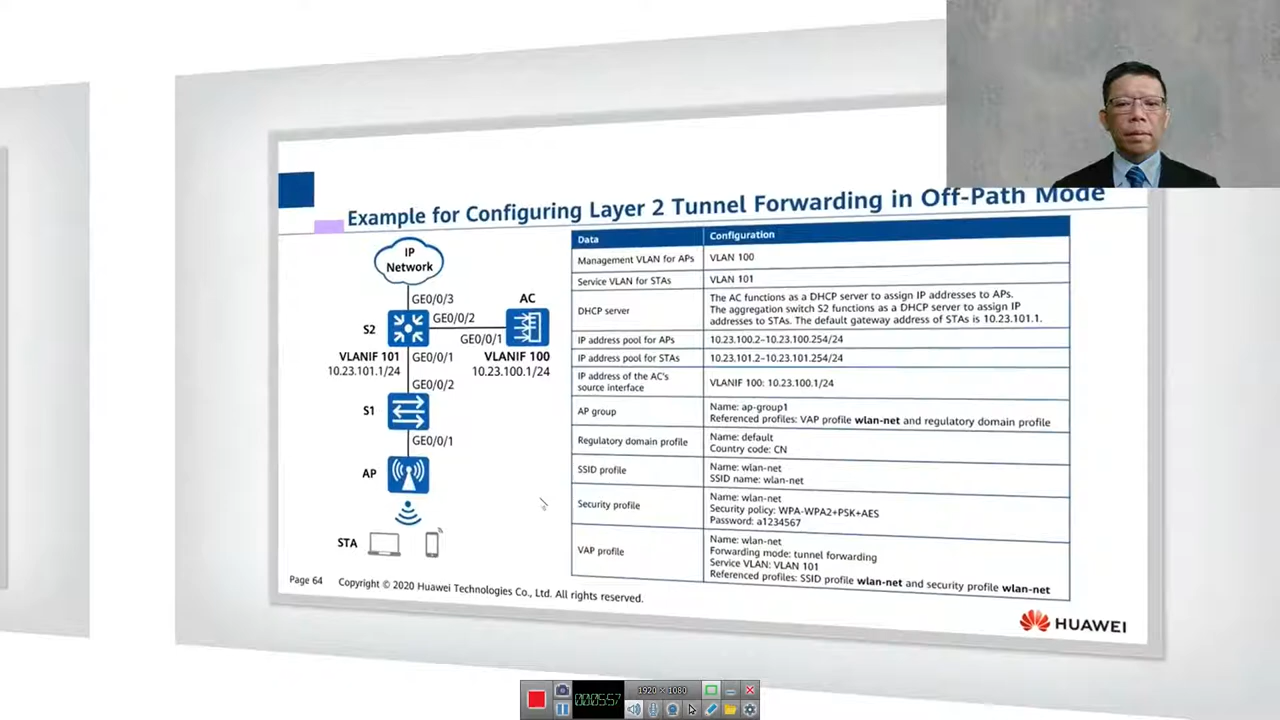 Example for Configuring Layer 2 Tunnel Forwarding in Off-Path Mode
IP
Network
GE0/0/3
AC
S2
GE0/0/2
GE0/0/1
VLANIF 101
10.23.101.1/24
GE0/0/1
VLANIF 100
10.23.100.1/24
GE0/0/2
S1
GE0/0/1
AP
STA
Data Configuration
Management VLAN for APs VLAN 100
Service VLAN for STAs VLAN 101
DHCP server
The AC functions as a DHCP server to assign IP addresses to APs.
The aggregation switch S2 functions as a DHCP server to assign IP
addresses to STAs. The default gateway address of STAs is 10.23.101.1.
IP address pool for APs 10.23.100.2–10.23.100.254/24
IP address pool for STAs 10.23.101.2–10.23.101.254/24
IP address of the AC's
source interface
VLANIF 100: 10.23.100.1/24
AP group
Name: ap-group1
Referenced profiles: VAP profile wlan-net and regulatory domain profile
Regulatory domain profile
Name: default
Country code: CN
SSID profile
Name: wlan-net
SSID name: wlan-net
Security profile
Name: wlan-net
Security policy: WPA-WPA2+PSK+AES
Password: a1234567
VAP profile
Name: wlan-net
Forwarding mode: tunnel forwarding
Service VLAN: VLAN 101
Referenced profiles: SSID profile wlan-net and security profile wlan-net
Page 64 Copyright © 2020 Huawei Technologies Co., Ltd. All rights reserved.
HUAWEI
00:05:57
1920 × 1080